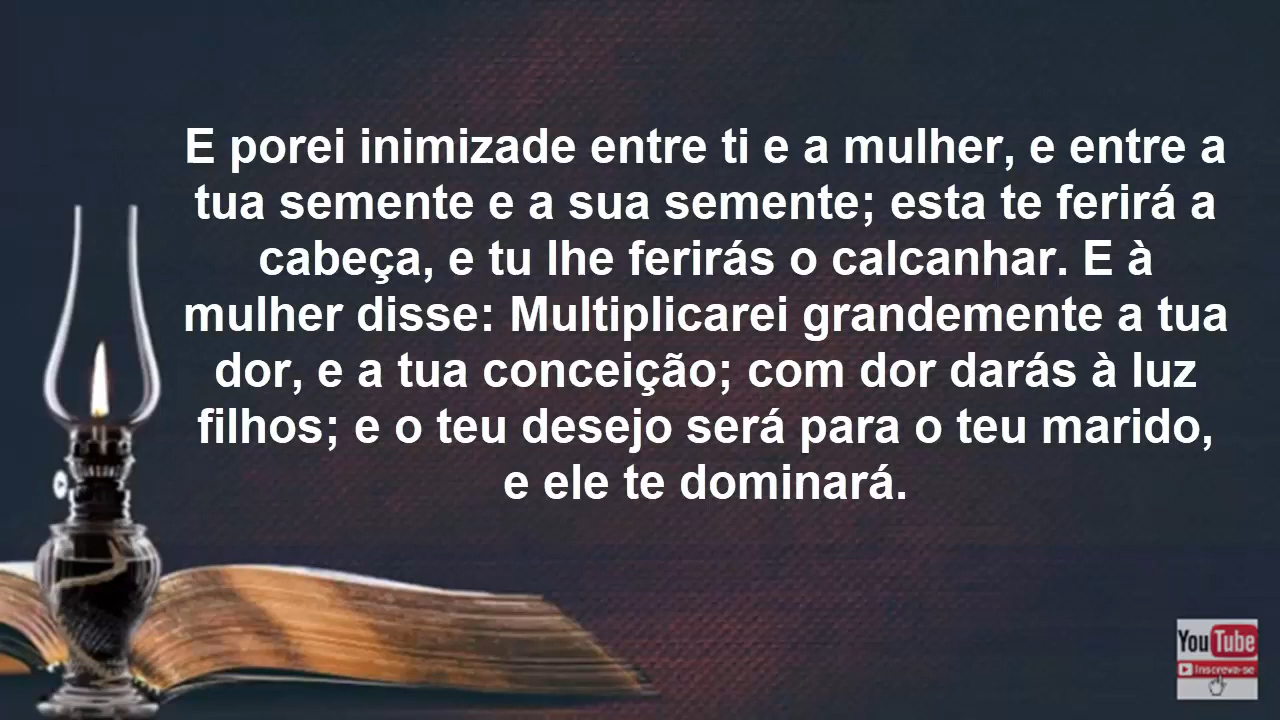 E porei inimizade entre ti e a mulher, e entre a
tua semente e a sua semente; esta te ferirá a
cabeça, e tu lhe ferirás o calcanhar. E à
mulher disse: Multiplicarei grandemente a tua
dor, e a tua conceição; com dor darás à luz
filhos; e o teu desejo será para o teu marido,
e ele te dominará.
YouTube
Inscreva-se